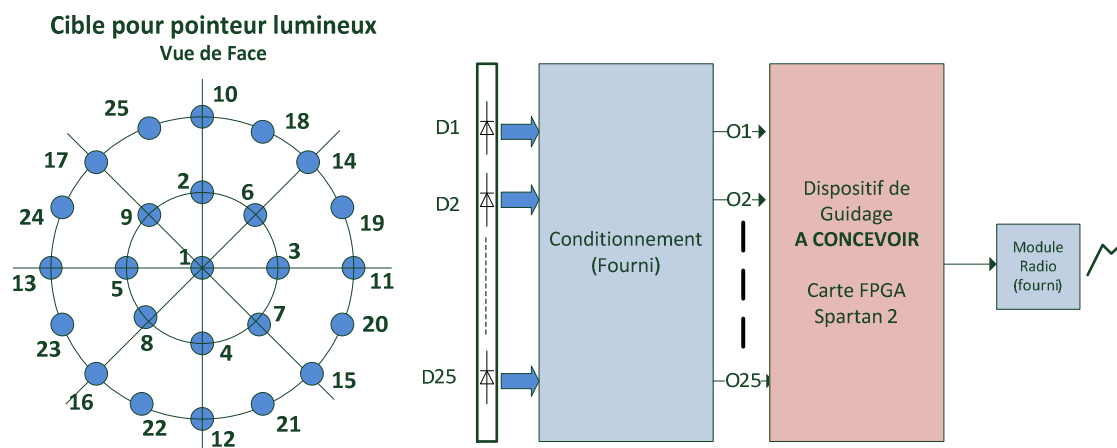 Cible pour pointeur lumineux
Vue de Face
10
25
18
17
14
2
6
9
24
19
1
3
13
5
11
8
7
4
20
23
16
15
22
12
21
D1
D2
D25
Conditionnement
(Fourni)
O1
O2
O25
Dispositif de
Guidage
A CONCEVOIR
Carte FPGA
Spartan 2
Module
Radio
(fourni)